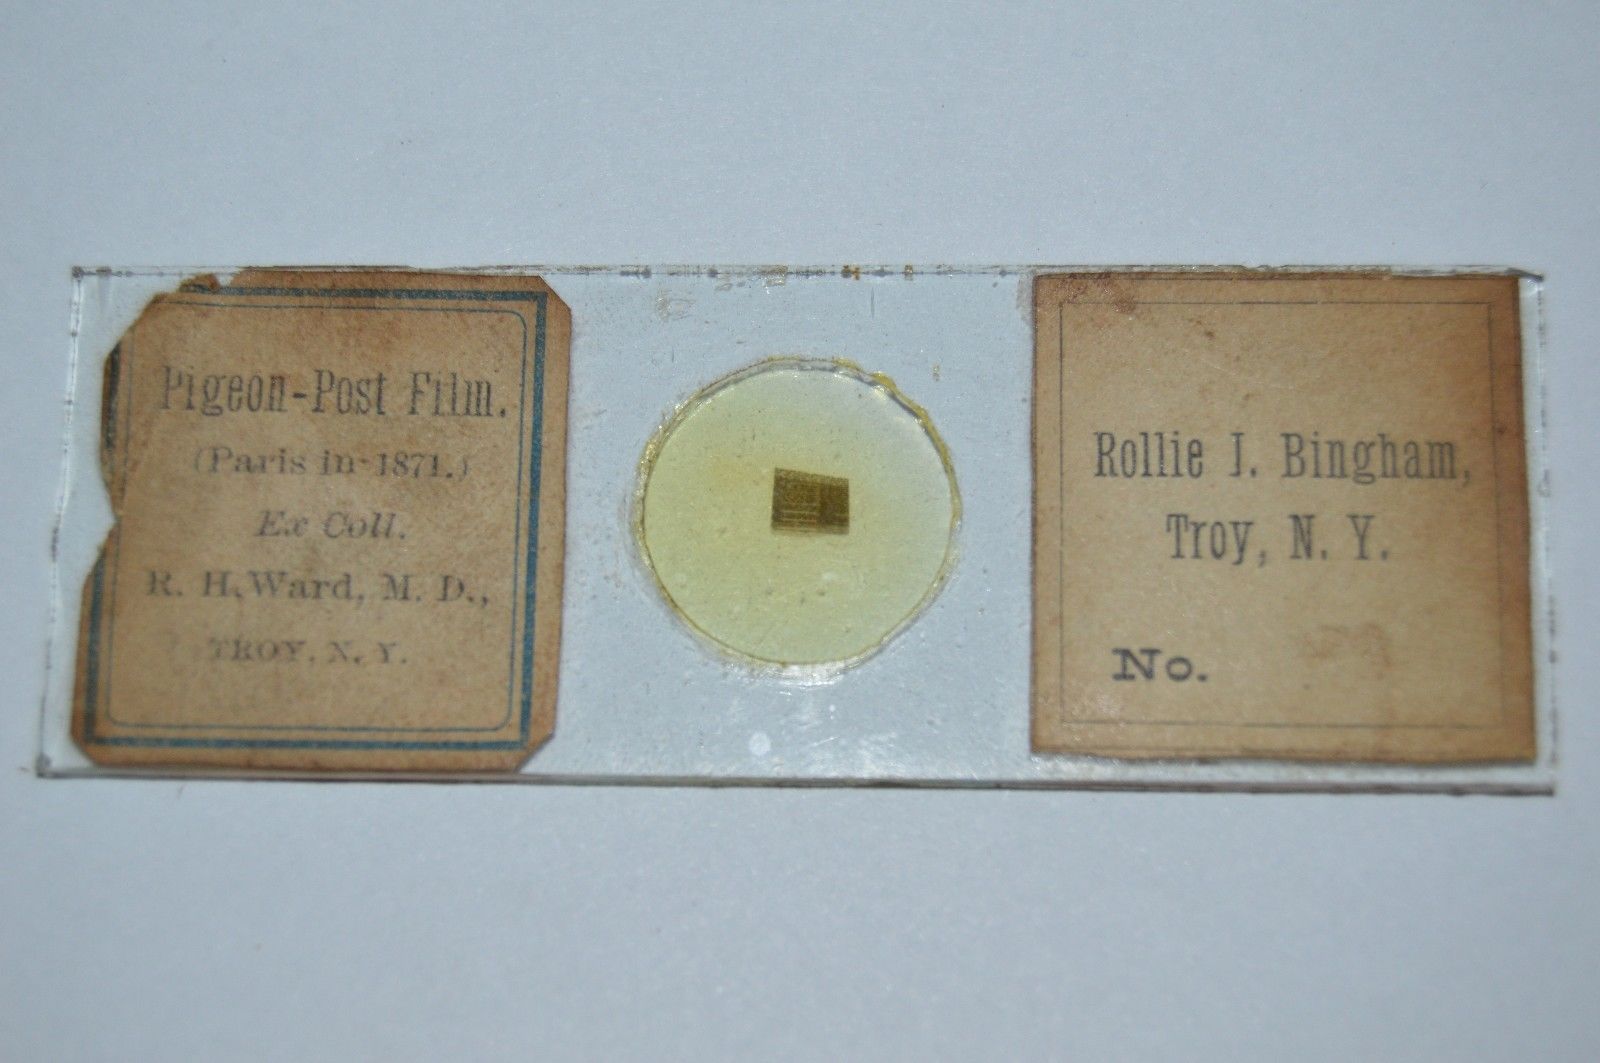 Pigeon-Post Film.
(Paris in 1871.)
Ex Coll.
R. H. Ward, M. D.,
TROY, N. Y.
Rollie J. Bingham,
Troy, N. Y.
No.